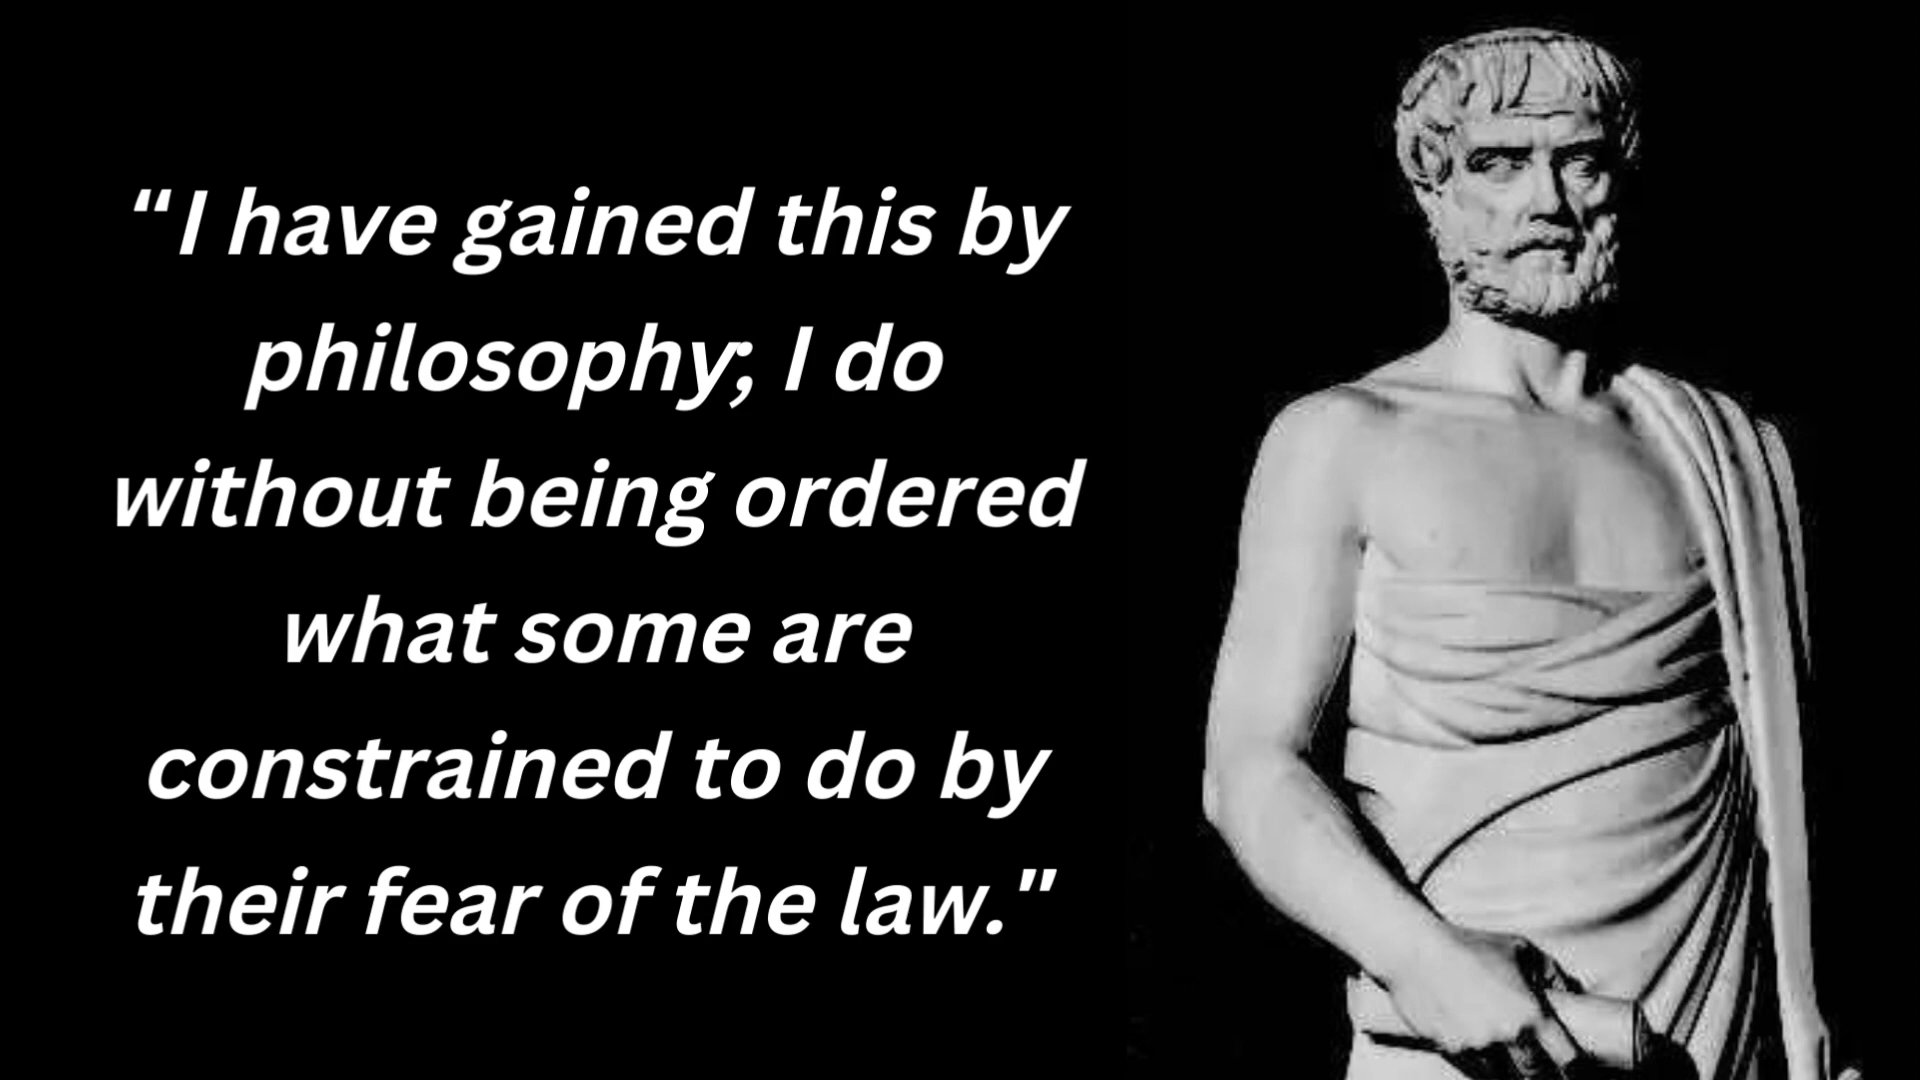 “I have gained this by
philosophy; I do
without being ordered
what some are
constrained to do by
their fear of the law."